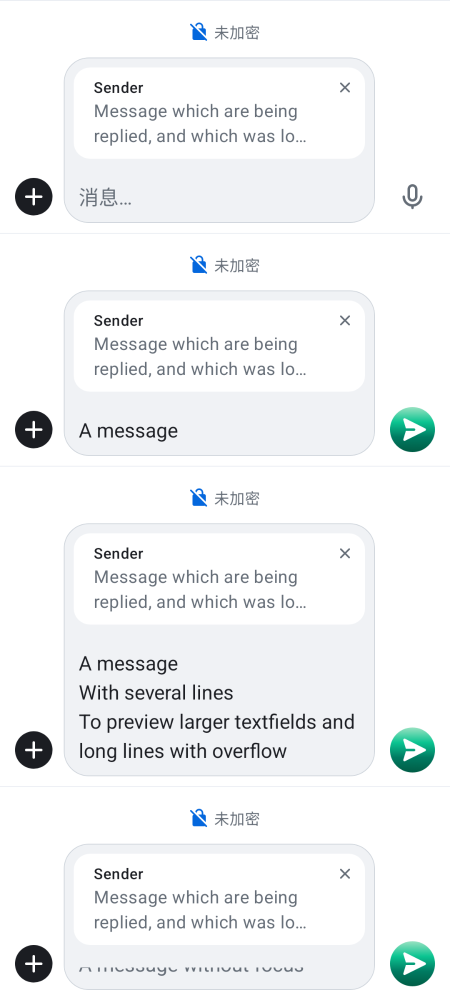 未加密
Sender
Message which are being
replied, and which was lo…
消息…
未加密
Sender
Message which are being
replied, and which was lo…
A message
未加密
Sender
Message which are being
replied, and which was lo…
A message
With several lines
To preview larger textfields and
long lines with overflow
未加密
Sender
Message which are being
replied, and which was lo…
A message without focus